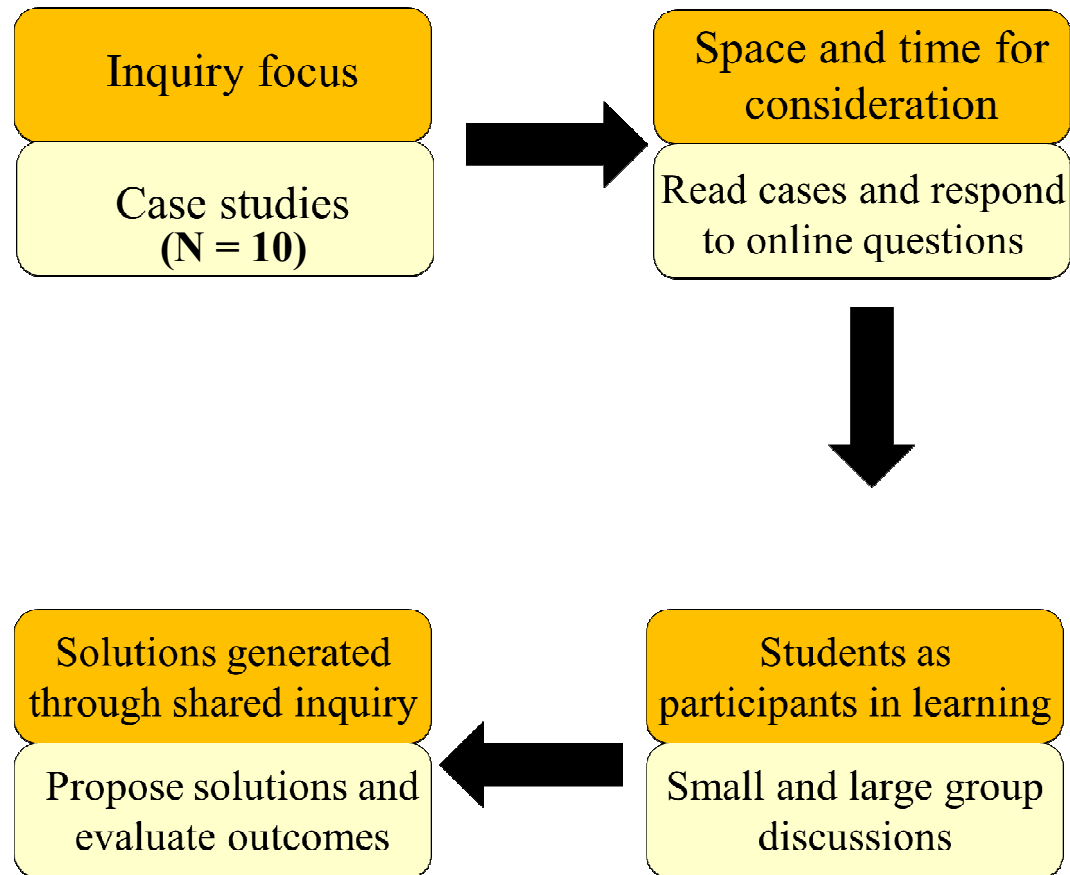 Inquiry focus
Case studies
(N = 10)
Space and time for
consideration
Read cases and respond
to online questions
Students as
participants in learning
Small and large group
discussions
Solutions generated
through shared inquiry
Propose solutions and
evaluate outcomes